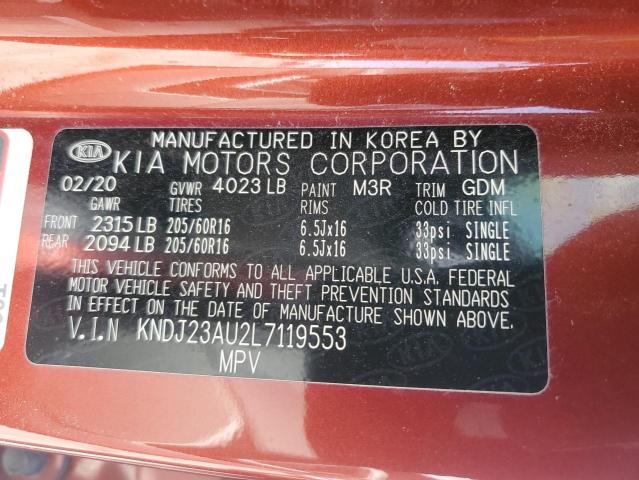 MANUFACTURED IN KOREA BY
KIA KIA MOTORS CORPORATION
02/20 GVWR 4023 LB PAINT M3R TRIM GDM
GAWR TIRES RIMS COLD TIRE INFL
FRONT 2315 LB 205/60R16 6.5Jx16 33psi SINGLE
REAR 2094 LB 205/60R16 6.5Jx16 33psi SINGLE
THIS VEHICLE CONFORMS TO ALL APPLICABLE U.S.A. FEDERAL
MOTOR VEHICLE SAFETY AND THEFT PREVENTION STANDARDS
IN EFFECT ON THE DATE OF MANUFACTURE SHOWN ABOVE.
V.I.N KNDJ23AU2L7119553
MPV